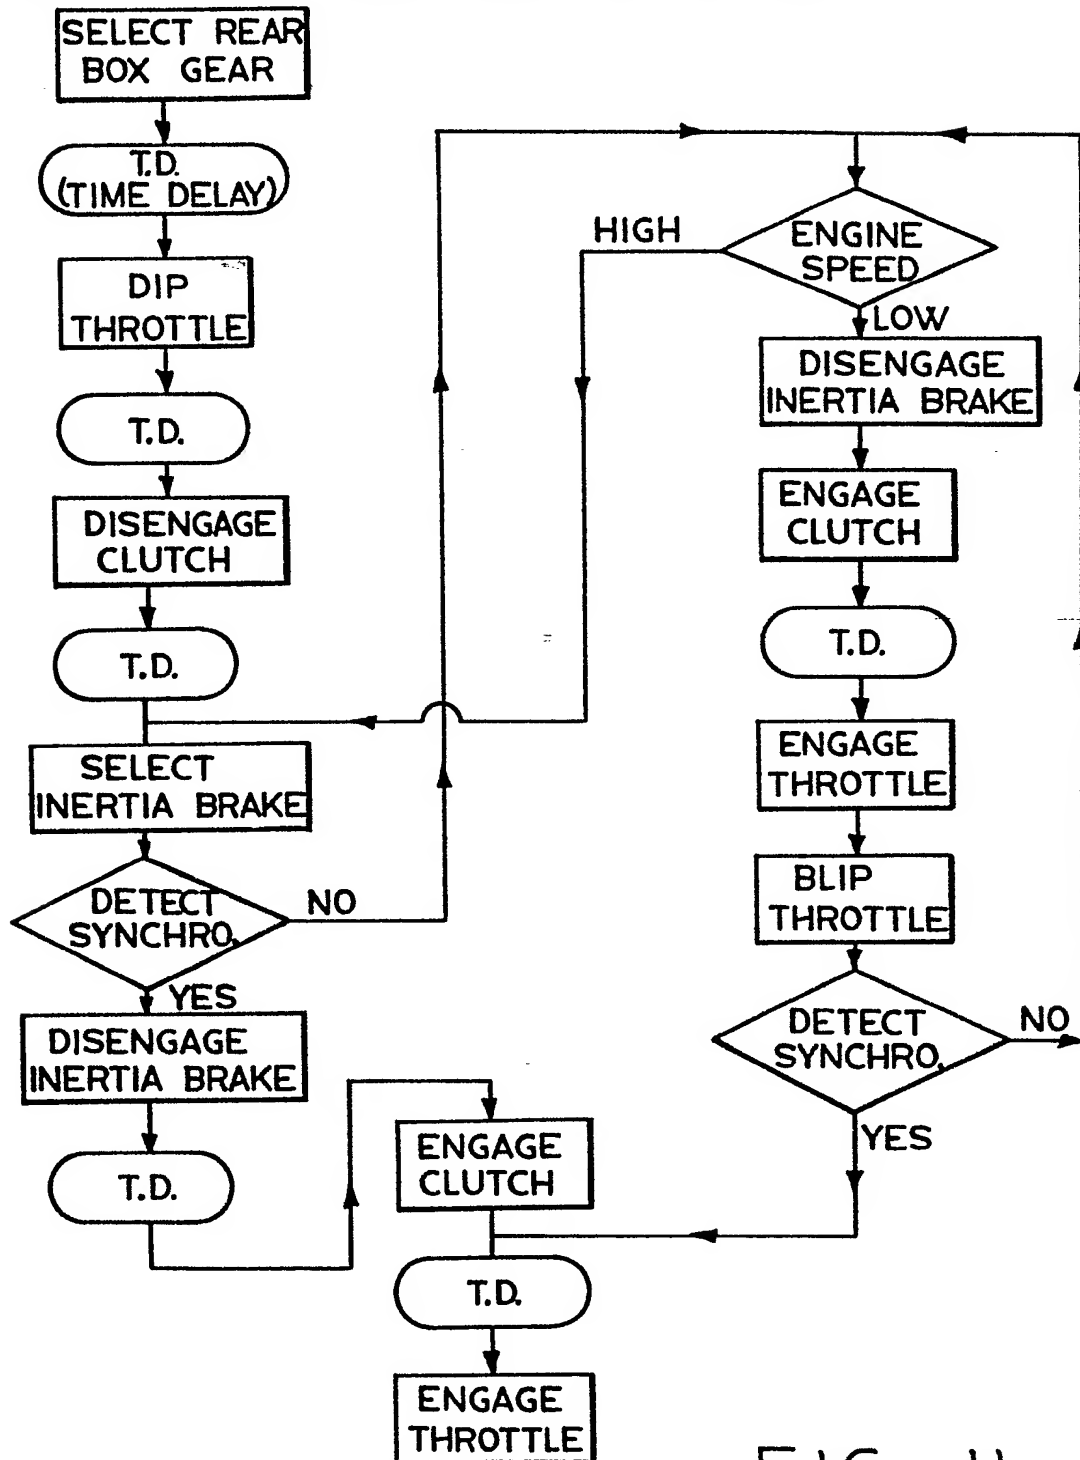 SELECT REAR
BOX GEAR
T.D.
(TIME DELAY)
DIP
THROTTLE
T.D.
DISENGAGE
CLUTCH
T.D.
SELECT
INERTIA BRAKE
DETECT
SYNCHRO.
NO
YES
DISENGAGE
INERTIA BRAKE
T.D.
ENGAGE
CLUTCH
T.D.
ENGAGE
THROTTLE
HIGH
ENGINE
SPEED
LOW
DISENGAGE
INERTIA BRAKE
ENGAGE
CLUTCH
T.D.
ENGAGE
THROTTLE
BLIP
THROTTLE
DETECT
SYNCHRO.
NO
YES